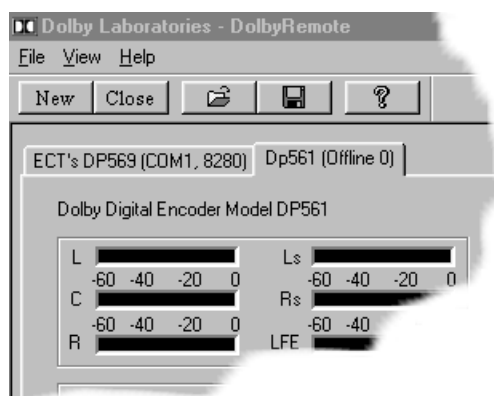 Dolby Laboratories - DolbyRemote
File View Help
New Close ?
ECT's DP569 (COM1, 8280) Dp561 (Offline 0)
Dolby Digital Encoder Model DP561
L Ls
-60 -40 -20 0 -60 -40 -20 0
C Rs
-60 -40 -20 0 -60 -40
R LFE